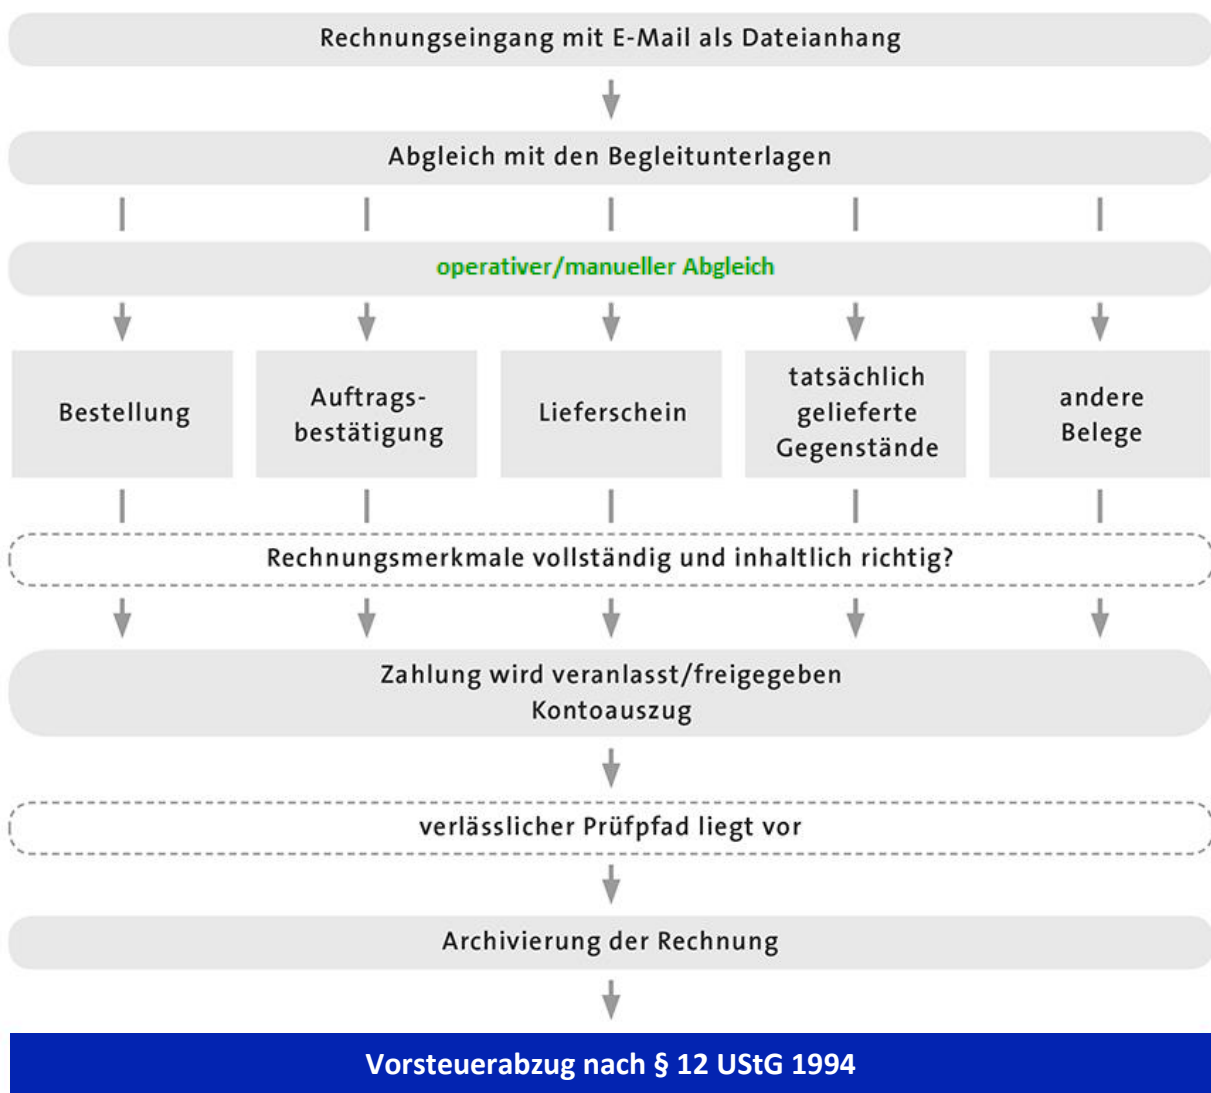 Rechnungseingang mit E-Mail als Dateianhang
Abgleich mit den Begleitunterlagen
operativer/manueller Abgleich
Bestellung
Auftrags-
bestätigung
Lieferschein
tatsächlich
gelieferte
Gegenstände
andere
Belege
Rechnungsmerkmale vollständig und inhaltlich richtig?
Zahlung wird veranlasst/freigegeben
Kontoauszug
verlässlicher Prüfpfad liegt vor
Archivierung der Rechnung
Vorsteuerabzug nach § 12 UStG 1994